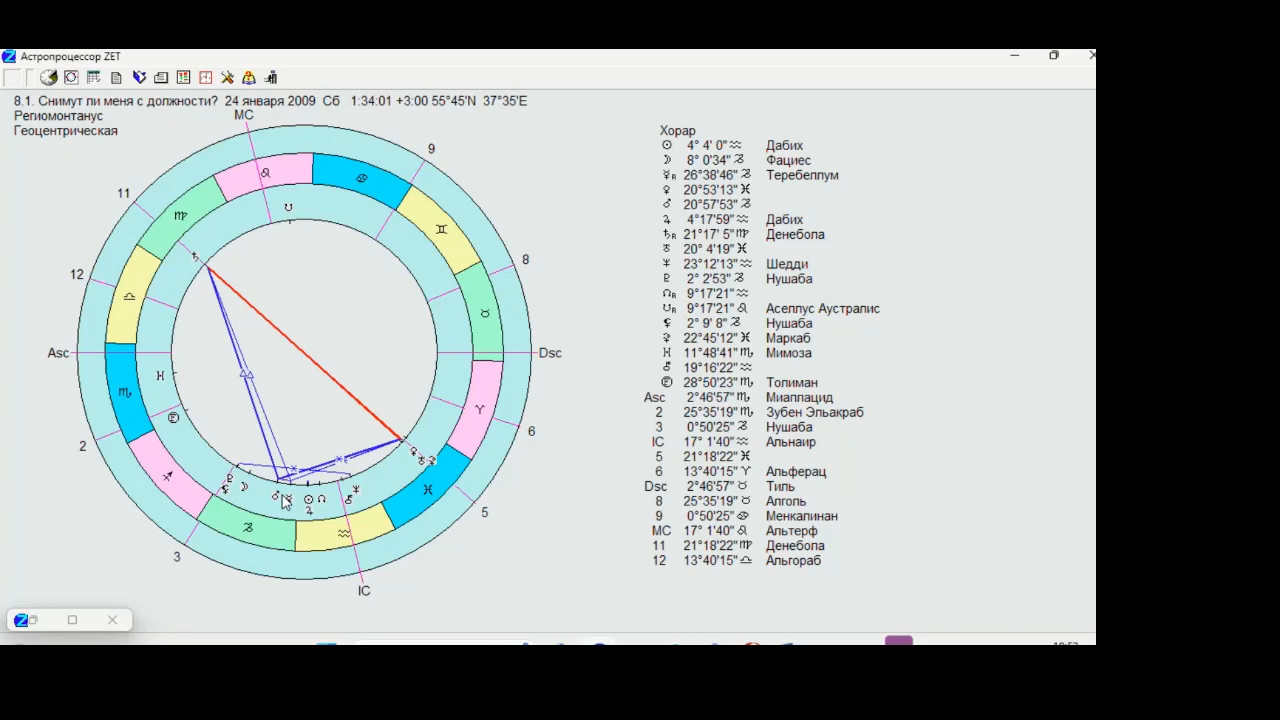 Астропроцессор ZET
8.1. Снимут ли меня с должности? 24 января 2009 Сб 1:34:01 +3:00 55°45'N 37°35'E
Региомонтанус
Геоцентрическая
MC
9
11
8
12
Asc
Dsc
2
6
5
3
IC
Хорар
☉ 4° 4' 0"♒ Дабих
☽ 8° 0'34"♑ Фациес
☿R 26°38'46"♑ Теребеллум
♀ 20°53'13"♓
♂ 20°57'53"♑
♃ 4°17'59"♒ Дабих
♄R 21°17' 5"♍ Денебола
♅ 20° 4'19"♓
♆ 23°12'13"♒ Шедди
♇ 2° 2'53"♑ Нушаба
☊R 9°17'21"♒
☋R 9°17'21"♌ Аселлус Аустралис
⚸ 2° 9' 8"♑ Нушаба
22°45'12"♓ Маркаб
11°48'41"♏ Мимоза
⚷ 19°16'22"♒
Ⓔ 28°50'23"♏ Толиман
Asc 2°46'57"♏ Миаплацид
2 25°35'19"♏ Зубен Эльакраб
3 0°50'25"♑ Нушаба
IC 17° 1'40"♒ Альнаир
5 21°18'22"♓
6 13°40'15"♈ Альферац
Dsc 2°46'57"♉ Тиль
8 25°35'19"♉ Алголь
9 0°50'25"♋ Менкалинан
MC 17° 1'40"♌ Альтерф
11 21°18'22"♍ Денебола
12 13°40'15"♎ Альгораб